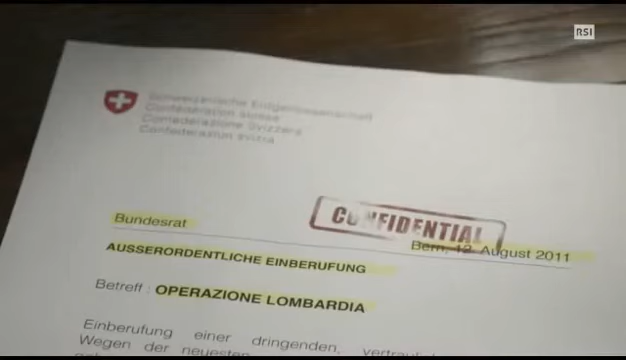 RSI
Schweizerische Eidgenossenschaft
Confédération suisse
Confederazione Svizzera
Confederaziun svizra
CONFIDENTIAL
Bundesrat
Bern, 12. August 2011
AUSSERORDENTLICHE EINBERUFUNG
Betreff : OPERAZIONE LOMBARDIA
Einberufung einer dringenden,
Wegen der neuesten